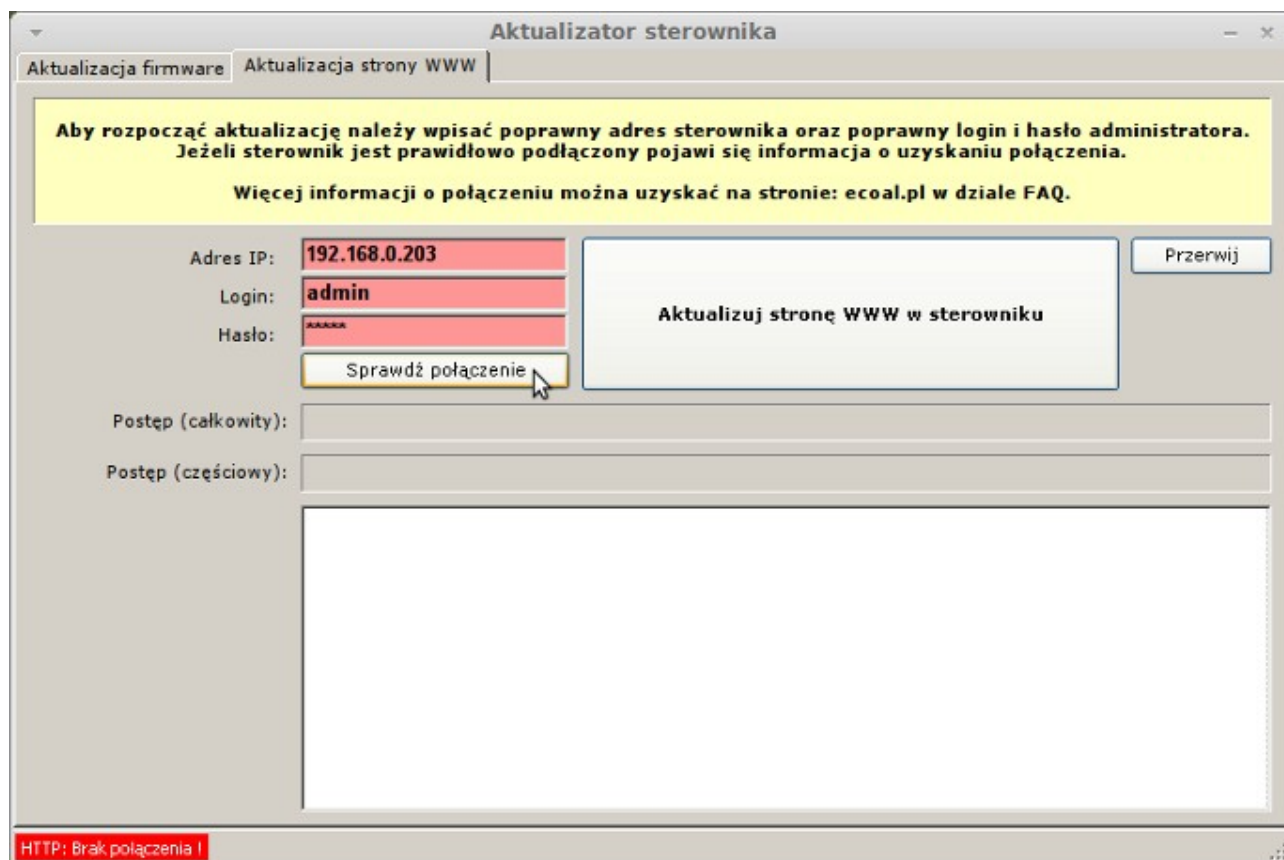 Aktualizator sterownika
Aktualizacja firmware
Aktualizacja strony WWW
Aby rozpocząć aktualizację należy wpisać poprawny adres sterownika oraz poprawny login i hasło administratora.
Jeżeli sterownik jest prawidłowo podłączony pojawi się informacja o uzyskaniu połączenia.
Więcej informacji o połączeniu można uzyskać na stronie: ecoal.pl w dziale FAQ.
Adres IP: 192.168.0.203
Login: admin
Hasło: *****
Sprawdź połączenie
Aktualizuj stronę WWW w sterowniku
Przerwij
Postęp (całkowity):
Postęp (częściowy):
HTTP: Brak połączenia !